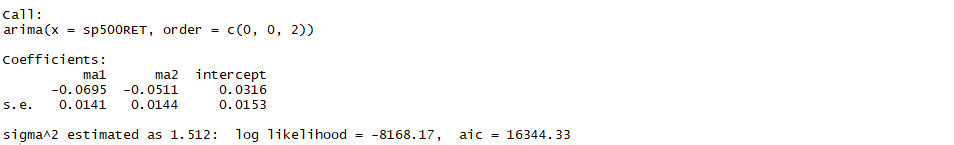 Call:
arima(x = sp500RET, order = c(0, 0, 2))
Coefficients:
ma1 ma2 intercept
-0.0695 -0.0511 0.0316
s.e. 0.0141 0.0144 0.0153
sigma^2 estimated as 1.512: log likelihood = -8168.17, aic = 16344.33